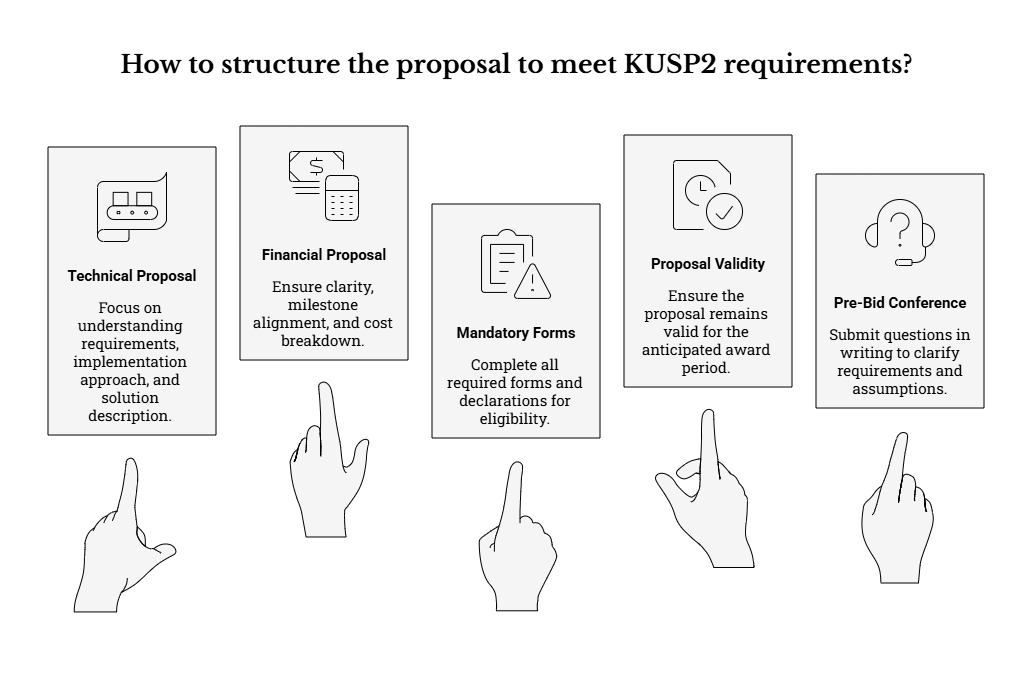 How to structure the proposal to meet KUSP2 requirements?
Technical Proposal
Focus on
understanding
requirements,
implementation
approach, and
solution
description.
Financial Proposal
Ensure clarity,
milestone
alignment, and cost
breakdown.
Mandatory Forms
Complete all
required forms and
declarations for
eligibility.
Proposal Validity
Ensure the
proposal remains
valid for the
anticipated award
period.
Pre-Bid Conference
Submit questions in
writing to clarify
requirements and
assumptions.